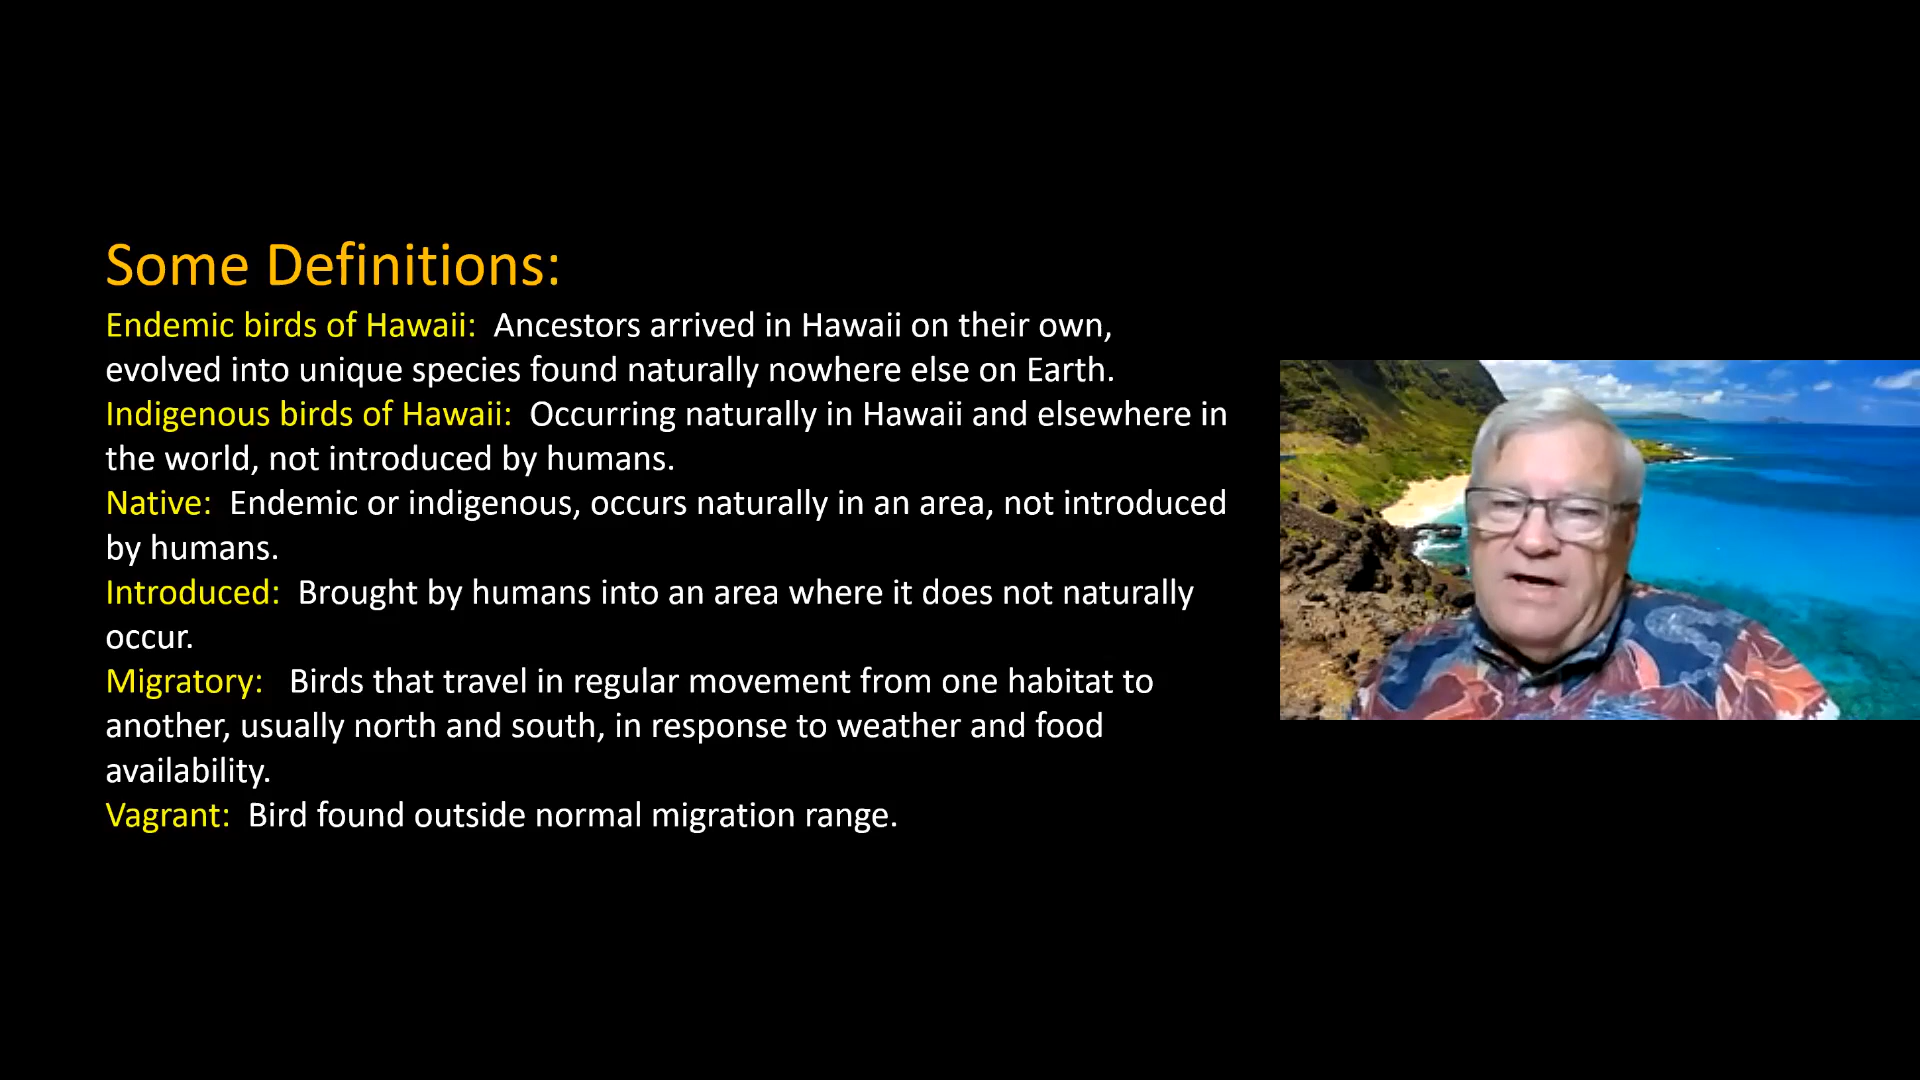 Some Definitions:
Endemic birds of Hawaii:  Ancestors arrived in Hawaii on their own,
evolved into unique species found naturally nowhere else on Earth.
Indigenous birds of Hawaii:  Occurring naturally in Hawaii and elsewhere in
the world, not introduced by humans.
Native:  Endemic or indigenous, occurs naturally in an area, not introduced
by humans.
Introduced:  Brought by humans into an area where it does not naturally
occur.
Migratory:   Birds that travel in regular movement from one habitat to
another, usually north and south, in response to weather and food
availability.
Vagrant:  Bird found outside normal migration range.